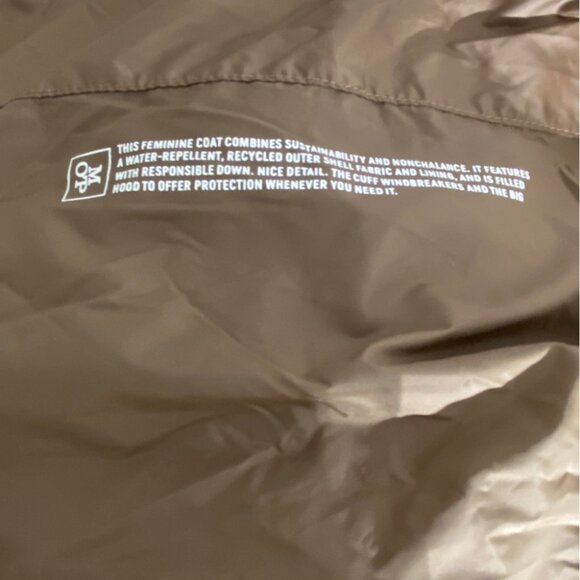 M
OP
THIS FEMININE COAT COMBINES SUSTAINABILITY AND NONCHALANCE. IT FEATURES
A WATER-REPELLENT, RECYCLED OUTER SHELL FABRIC AND LINING, AND IS FILLED
WITH RESPONSIBLE DOWN. NICE DETAIL. THE CUFF WINDBREAKERS AND THE BIG
HOOD TO OFFER PROTECTION WHENEVER YOU NEED IT.